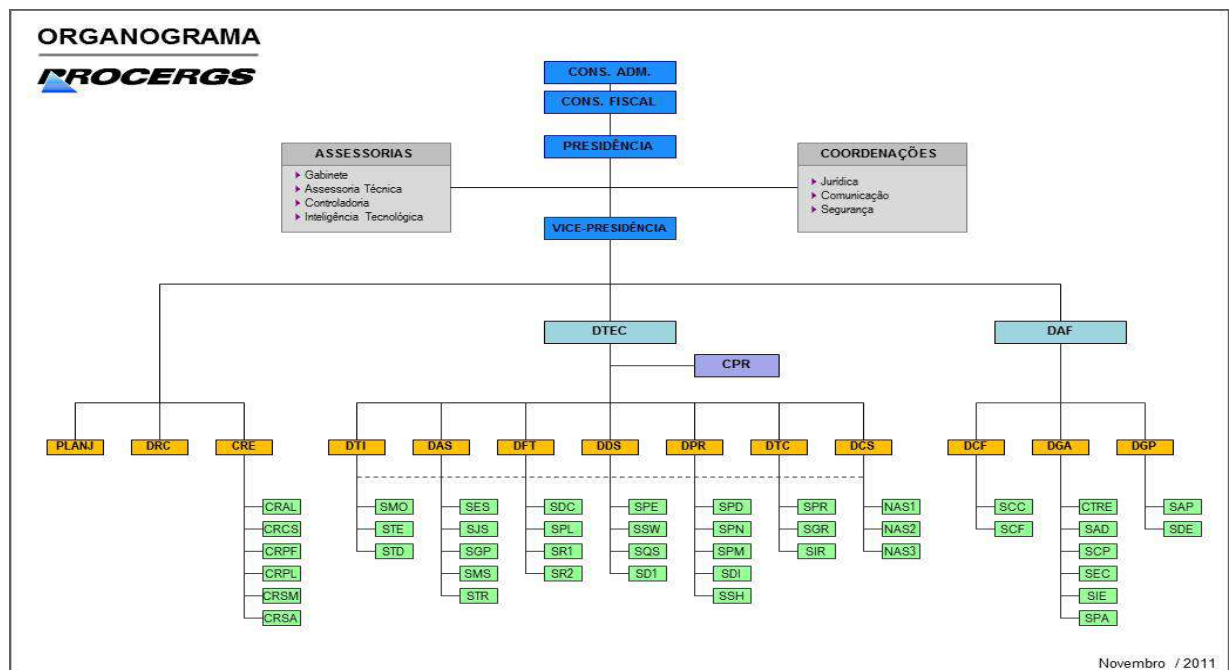 ORGANOGRAMA
PROCERGS
CONS. ADM.
CONS. FISCAL
PRESIDÊNCIA
ASSESSORIAS
Gabinete
Assessoria Técnica
Controladoria
Inteligência Tecnológica
COORDENAÇÕES
Jurídica
Comunicação
Segurança
VICE-PRESIDÊNCIA
DTEC
DAF
CPR
PLANJ DRC CRE DTI DAS DFT DDS DPR DTC DCS DCF DGA DGP
CRAL SMO SES SDC SPE SPD SPR NAS1 SCC CTRE SAP
CRCS STE SJS SPL SSW SPN SGR NAS2 SCF SAD SDE
CRPF STD SGP SR1 SQS SPM SIR NAS3 SCP
CRPL SMS SR2 SD1 SDI SEC
CRSM STR SSH SIE
CRSA SPA
Novembro / 2011